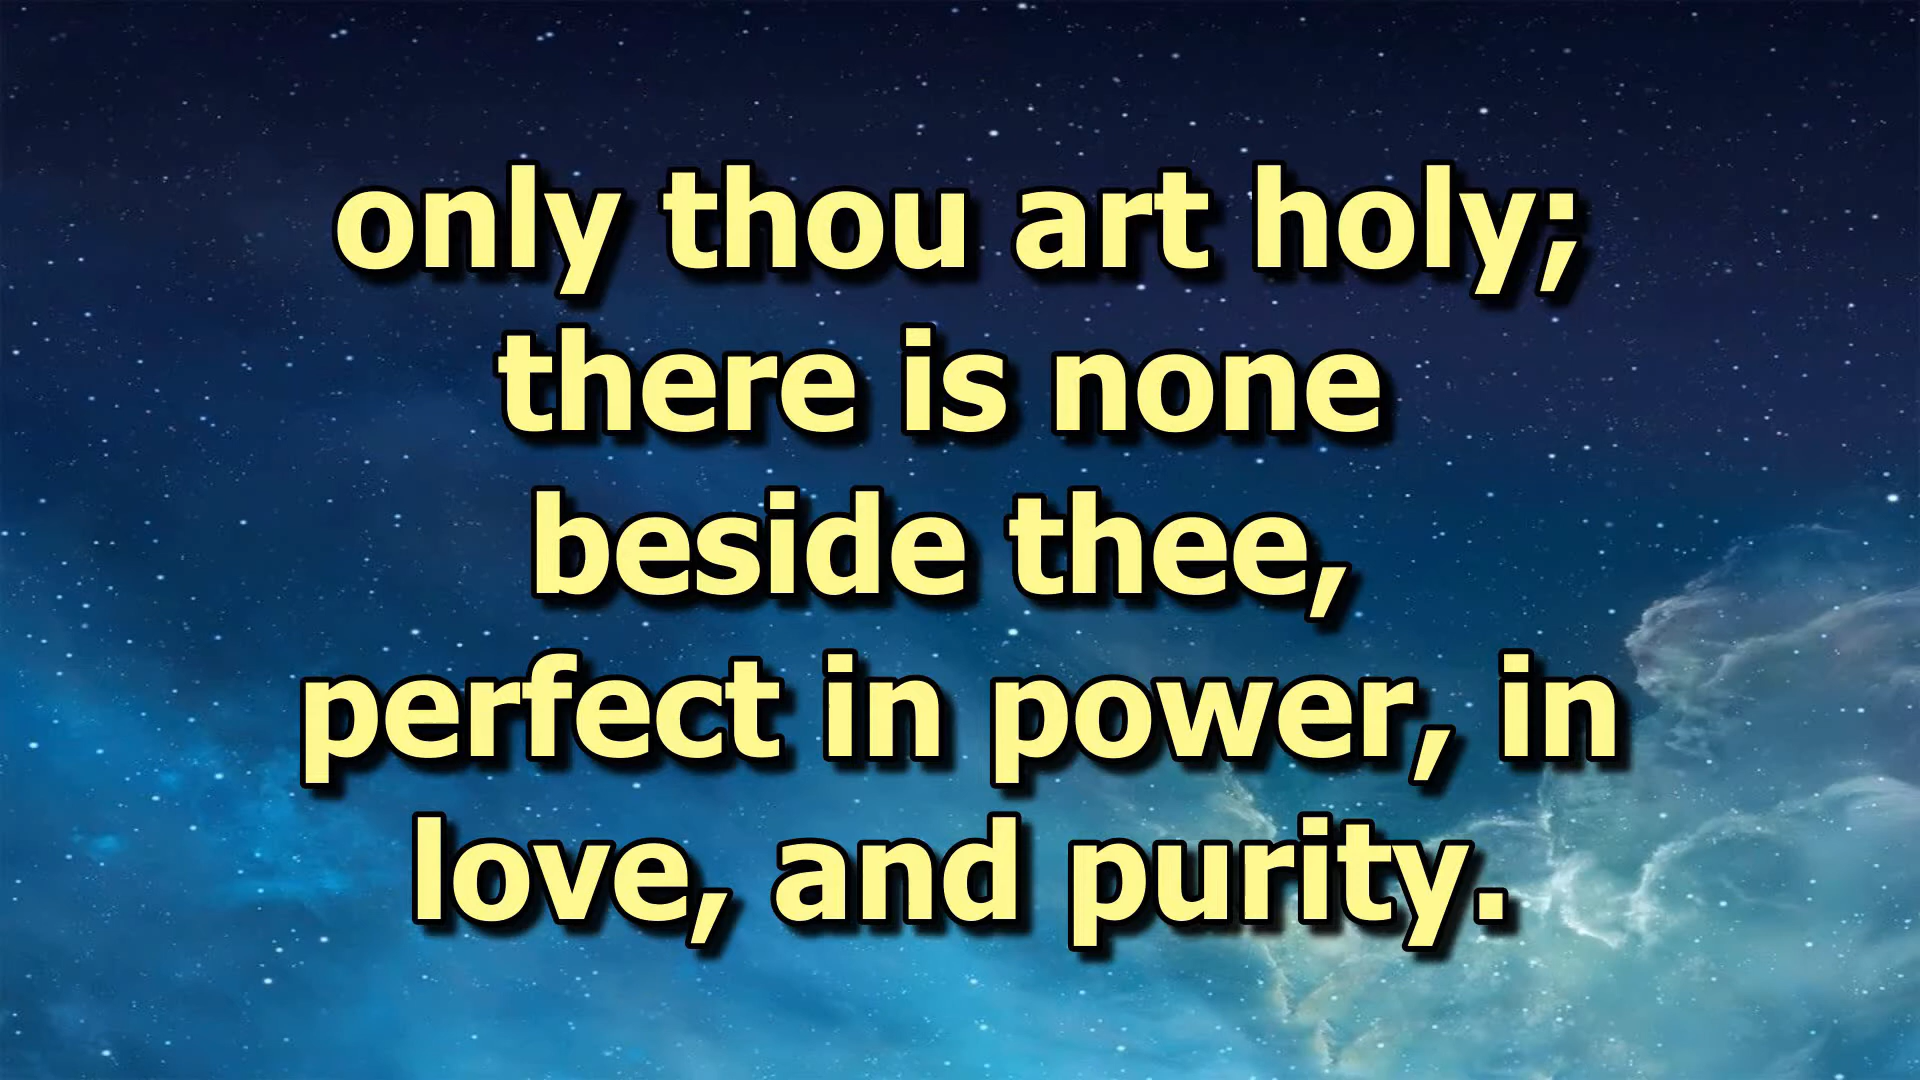 only thou art holy;
there is none
beside thee,
perfect in power, in
love, and purity.